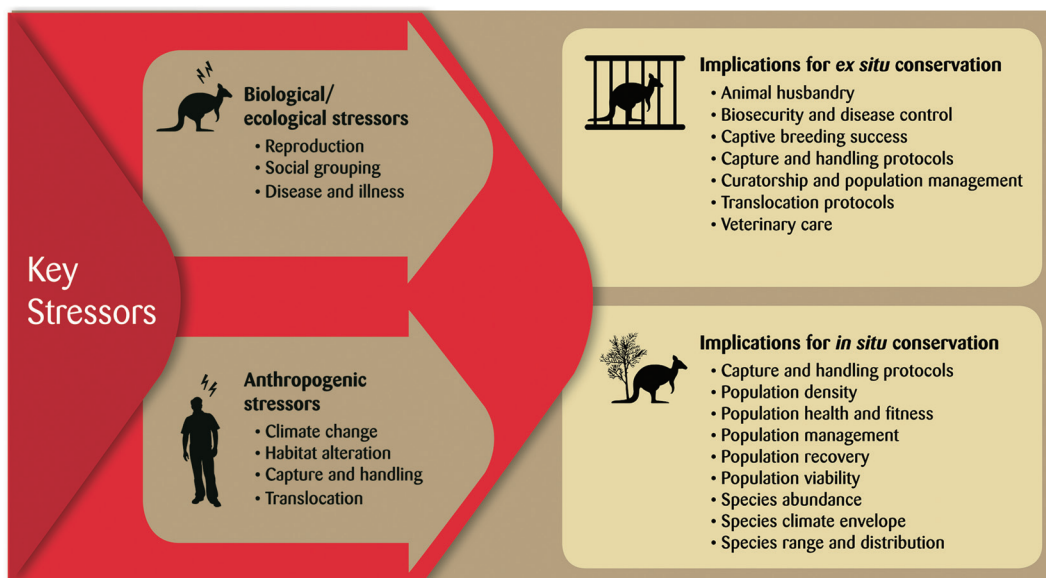 Key
Stressors
Biological/
ecological stressors
• Reproduction
• Social grouping
• Disease and illness
Anthropogenic
stressors
• Climate change
• Habitat alteration
• Capture and handling
• Translocation
Implications for ex situ conservation
• Animal husbandry
• Biosecurity and disease control
• Captive breeding success
• Capture and handling protocols
• Curatorship and population management
• Translocation protocols
• Veterinary care
Implications for in situ conservation
• Capture and handling protocols
• Population density
• Population health and fitness
• Population management
• Population recovery
• Population viability
• Species abundance
• Species climate envelope
• Species range and distribution